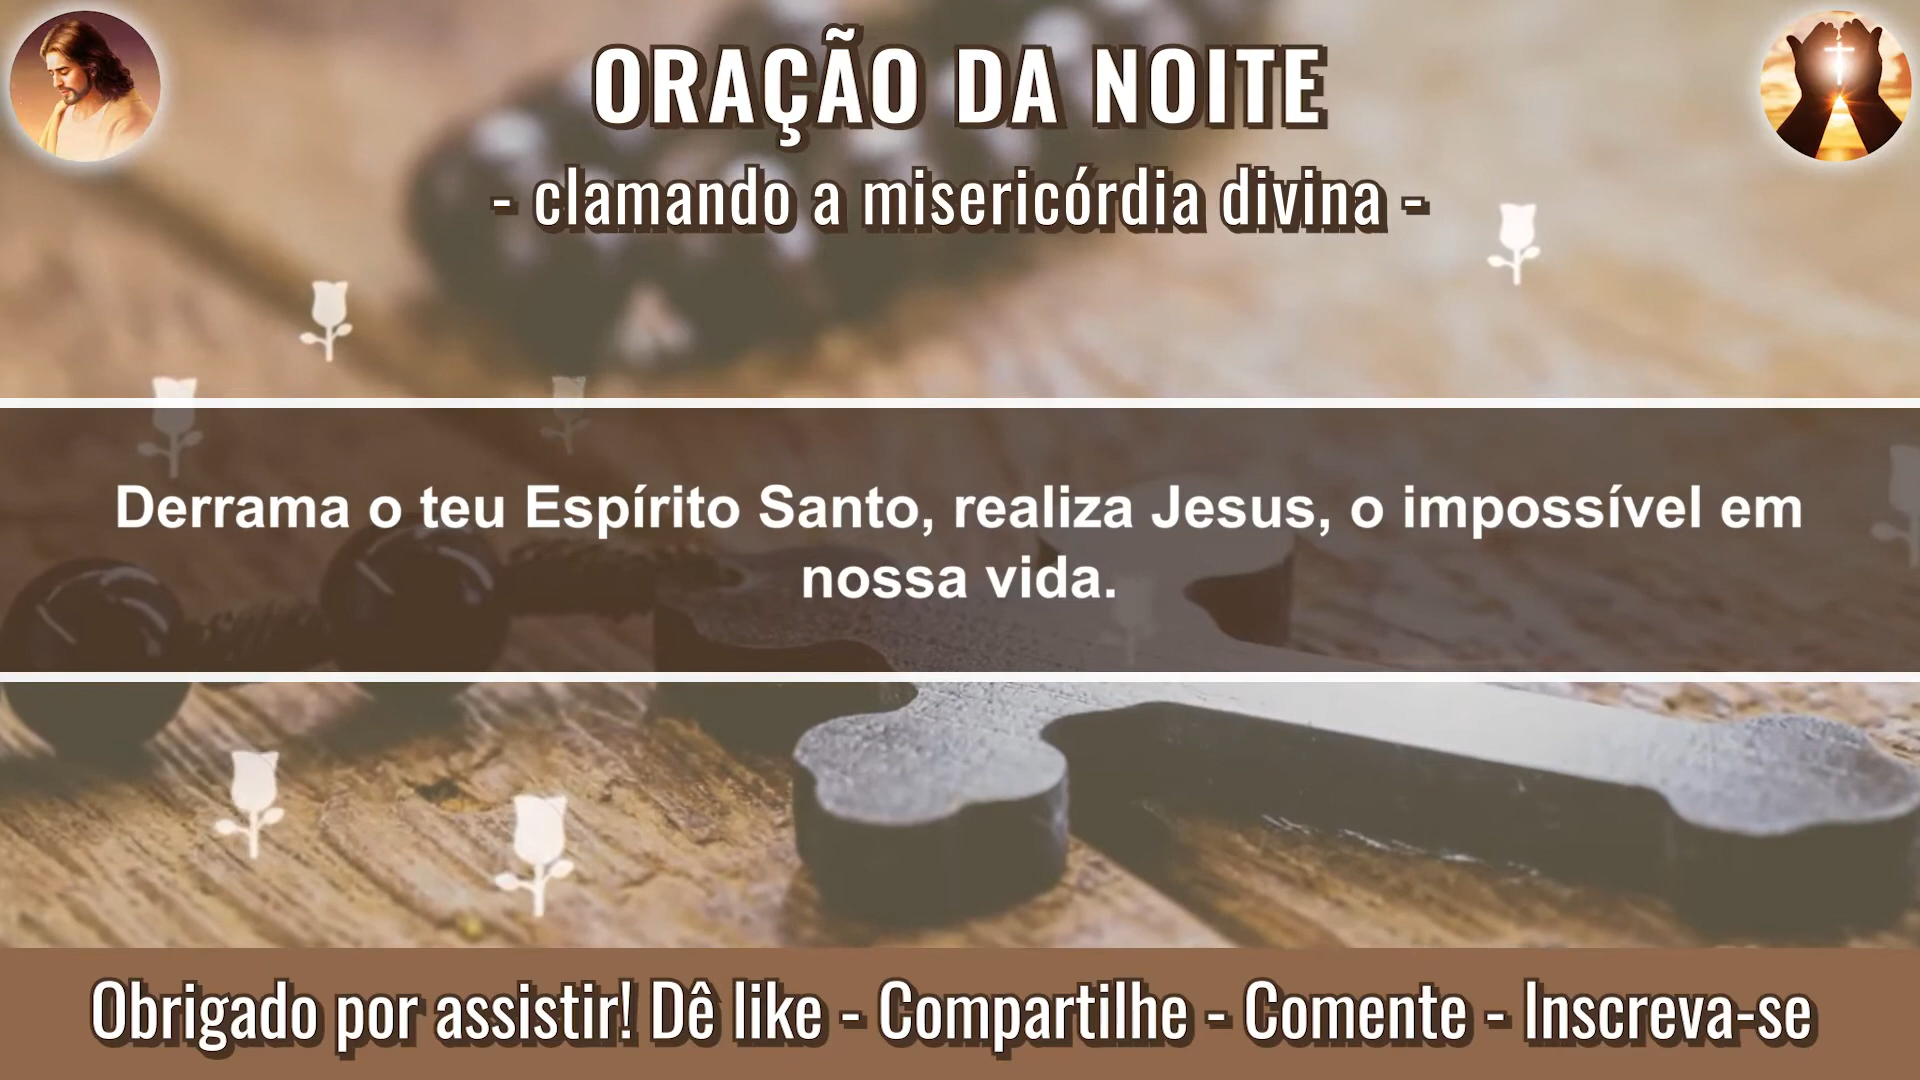 ORAÇÃO DA NOITE
- clamando a misericórdia divina -
Derrama o teu Espírito Santo, realiza Jesus, o impossível em
nossa vida.
Obrigado por assistir! Dê like - Compartilhe - Comente - Inscreva-se